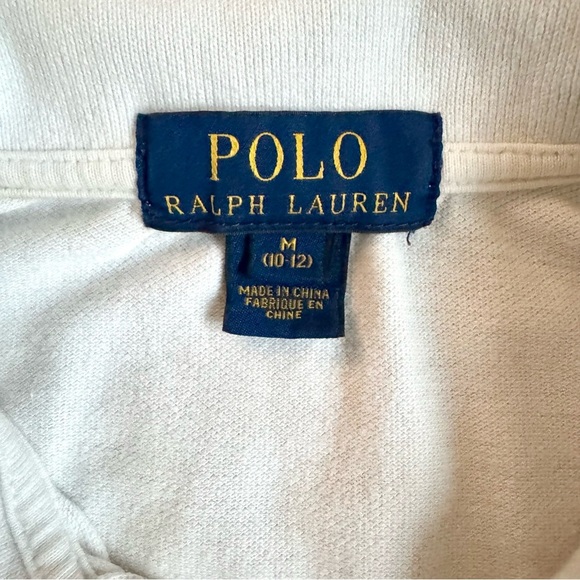 POLO
RALPH LAUREN
M
(10-12)
MADE IN CHINA
FABRIQUE EN
CHINE